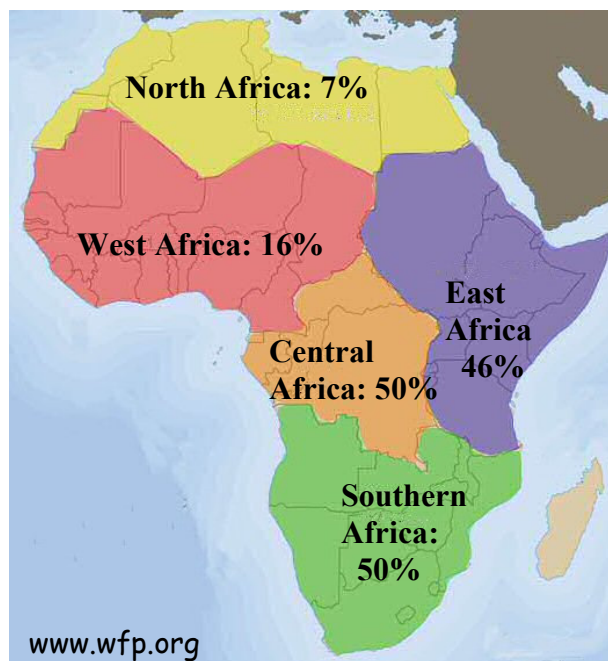 North Africa: 7%
West Africa: 16%
East
Africa
46%
Central
Africa: 50%
Southern
Africa:
50%
www.wfp.org